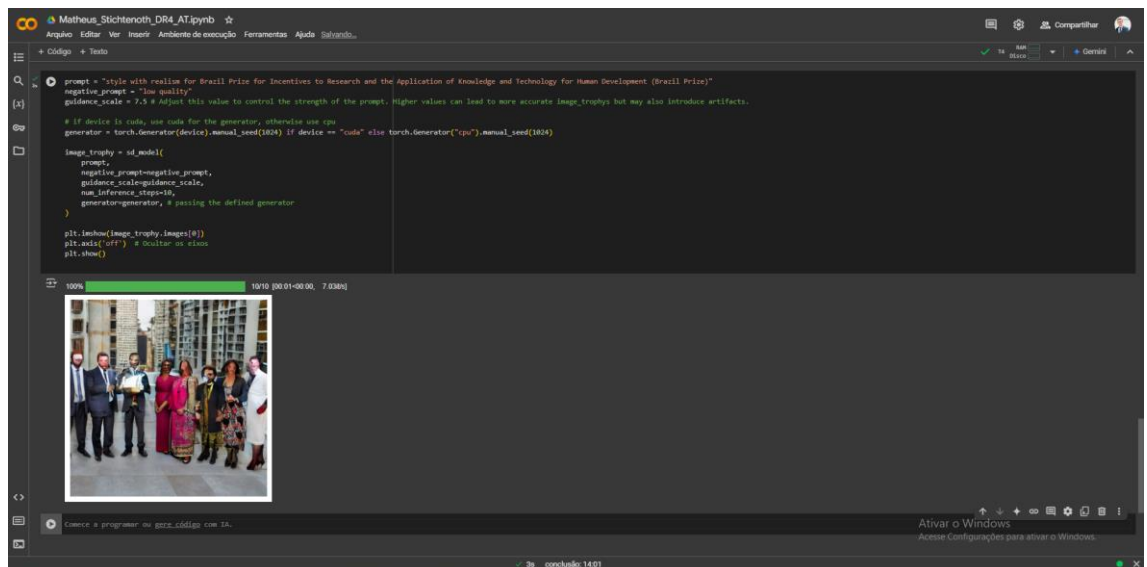 Matheus_Stichtenoth_DR4_AT.ipynb
Compartilhar
Arquivo Editar Ver Inserir Ambiente de execução Ferramentas Ajuda Salvando...
+ Código + Texto
T4 RAM
Disco
Gemini
prompt = "style with realism for Brazil Prize for Incentives to Research and the Application of Knowledge and Technology for Human Development (Brazil Prize)"
negative_prompt = "low quality"
guidance_scale = 7.5 # Adjust this value to control the strength of the prompt. Higher values can lead to more accurate image_trophys but may also introduce artifacts.
# if device is cuda, use cuda for the generator, otherwise use cpu
generator = torch.Generator(device).manual_seed(1024) if device == "cuda" else torch.Generator("cpu").manual_seed(1024)
image_trophy = sd_model(
prompt,
negative_prompt=negative_prompt,
guidance_scale=guidance_scale,
num_inference_steps=10,
generator=generator, # passing the defined generator
)
plt.imshow(image_trophy.images[0])
plt.axis('off') # Ocultar os eixos
plt.show()
100% 10/10 [00:01<00:00, 7.03it/s]
Comece a programar ou gere código com IA.
Ativar o Windows
Acesse Configurações para ativar o Windows.
3s conclusão: 14:01